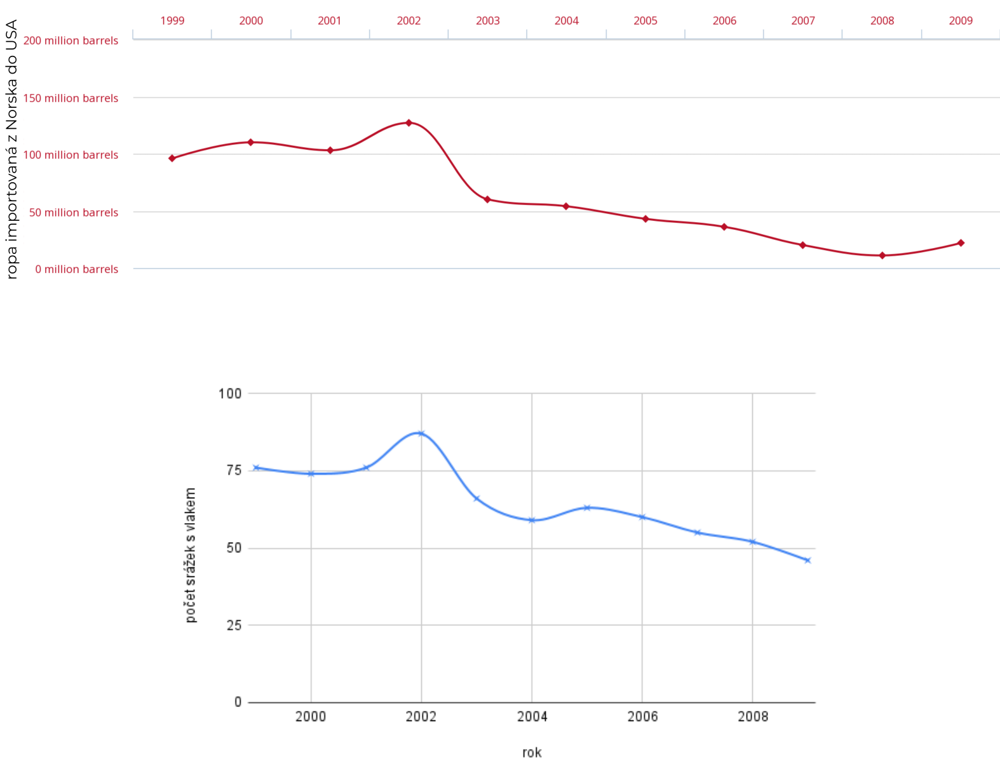 1999 2000 2001 2002 2003 2004 2005 2006 2007 2008 2009
ropa importovaná z Norska do USA
200 million barrels
150 million barrels
100 million barrels
50 million barrels
0 million barrels
počet srážek s vlakem
100
75
50
25
0
2000 2002 2004 2006 2008
rok